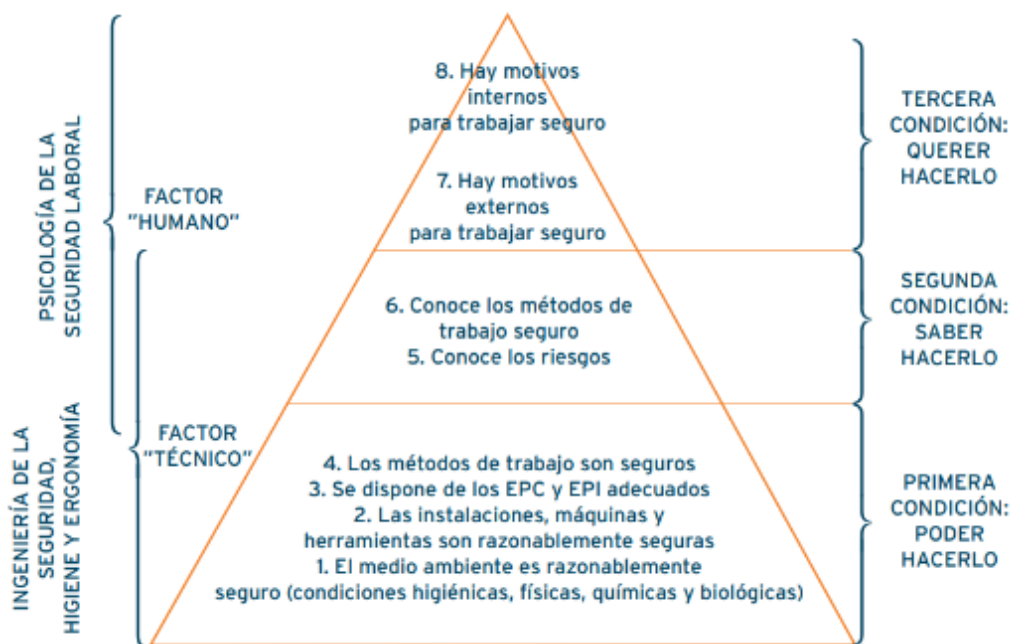 PSICOLOGÍA DE LA
SEGURIDAD LABORAL
INGENIERÍA DE LA
SEGURIDAD,
HIGIENE Y ERGONOMÍA
FACTOR
"HUMANO"
FACTOR
"TÉCNICO"
8. Hay motivos
internos
para trabajar seguro
7. Hay motivos
externos
para trabajar seguro
6. Conoce los métodos de
trabajo seguro
5. Conoce los riesgos
4. Los métodos de trabajo son seguros
3. Se dispone de los EPC y EPI adecuados
2. Las instalaciones, máquinas y
herramientas son razonablemente seguras
1. El medio ambiente es razonablemente
seguro (condiciones higiénicas, físicas, químicas y biológicas)
TERCERA
CONDICIÓN:
QUERER
HACERLO
SEGUNDA
CONDICIÓN:
SABER
HACERLO
PRIMERA
CONDICIÓN:
PODER
HACERLO